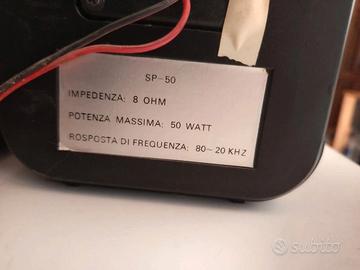 SP-50
IMPEDENZA: 8 OHM
POTENZA MASSIMA: 50 WATT
ROSPOSTA DI FREQUENZA: 80-20 KHZ
subito